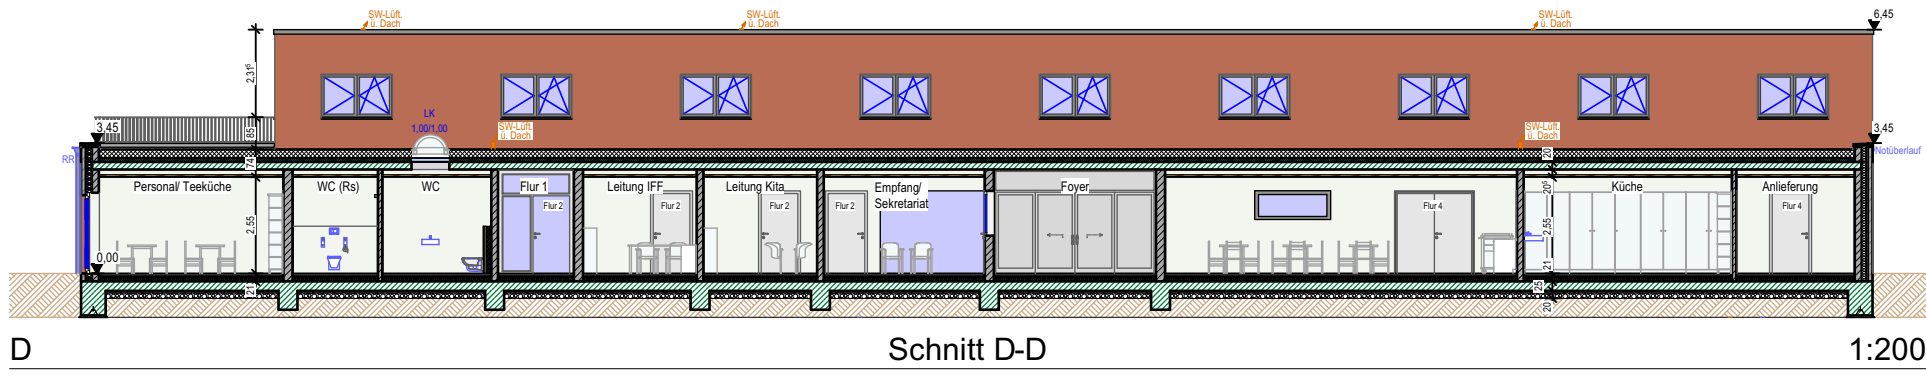 SW-Lüft.
ü. Dach
SW-Lüft.
ü. Dach
SW-Lüft.
ü. Dach
6,45
2,31⁵
LK
1,00/1,00
3,45
85
SW-Lüft.
ü. Dach
SW-Lüft.
ü. Dach
3,45
RR
74
20
Notüberlauf
Personal/ Teeküche
WC (Rs)
WC
Flur 1
Flur 2
Leitung IFF
Flur 2
Leitung Kita
Flur 2
Flur 2
Empfang/
Sekretariat
Foyer
Flur 4
20⁵
Küche
Anlieferung
Flur 4
2,55
2,55
0,00
21
21
25
20
D
Schnitt D-D
1:200